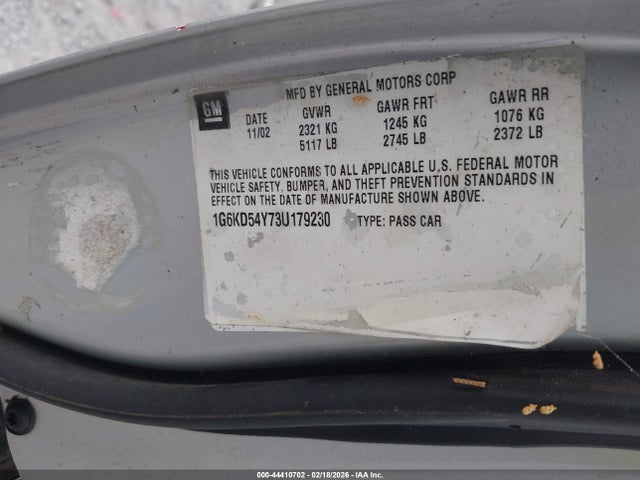 MFD BY GENERAL MOTORS CORP
GM
DATE GVWR GAWR FRT GAWR RR
11/02 2321 KG 1245 KG 1076 KG
5117 LB 2745 LB 2372 LB
THIS VEHICLE CONFORMS TO ALL APPLICABLE U.S. FEDERAL MOTOR
VEHICLE SAFETY, BUMPER, AND THEFT PREVENTION STANDARDS IN
EFFECT ON THE DATE OF MANUFACTURE SHOWN ABOVE.
1G6KD54Y73U179230 TYPE: PASS CAR
000-44410702 - 02/18/2026 - IAA Inc.